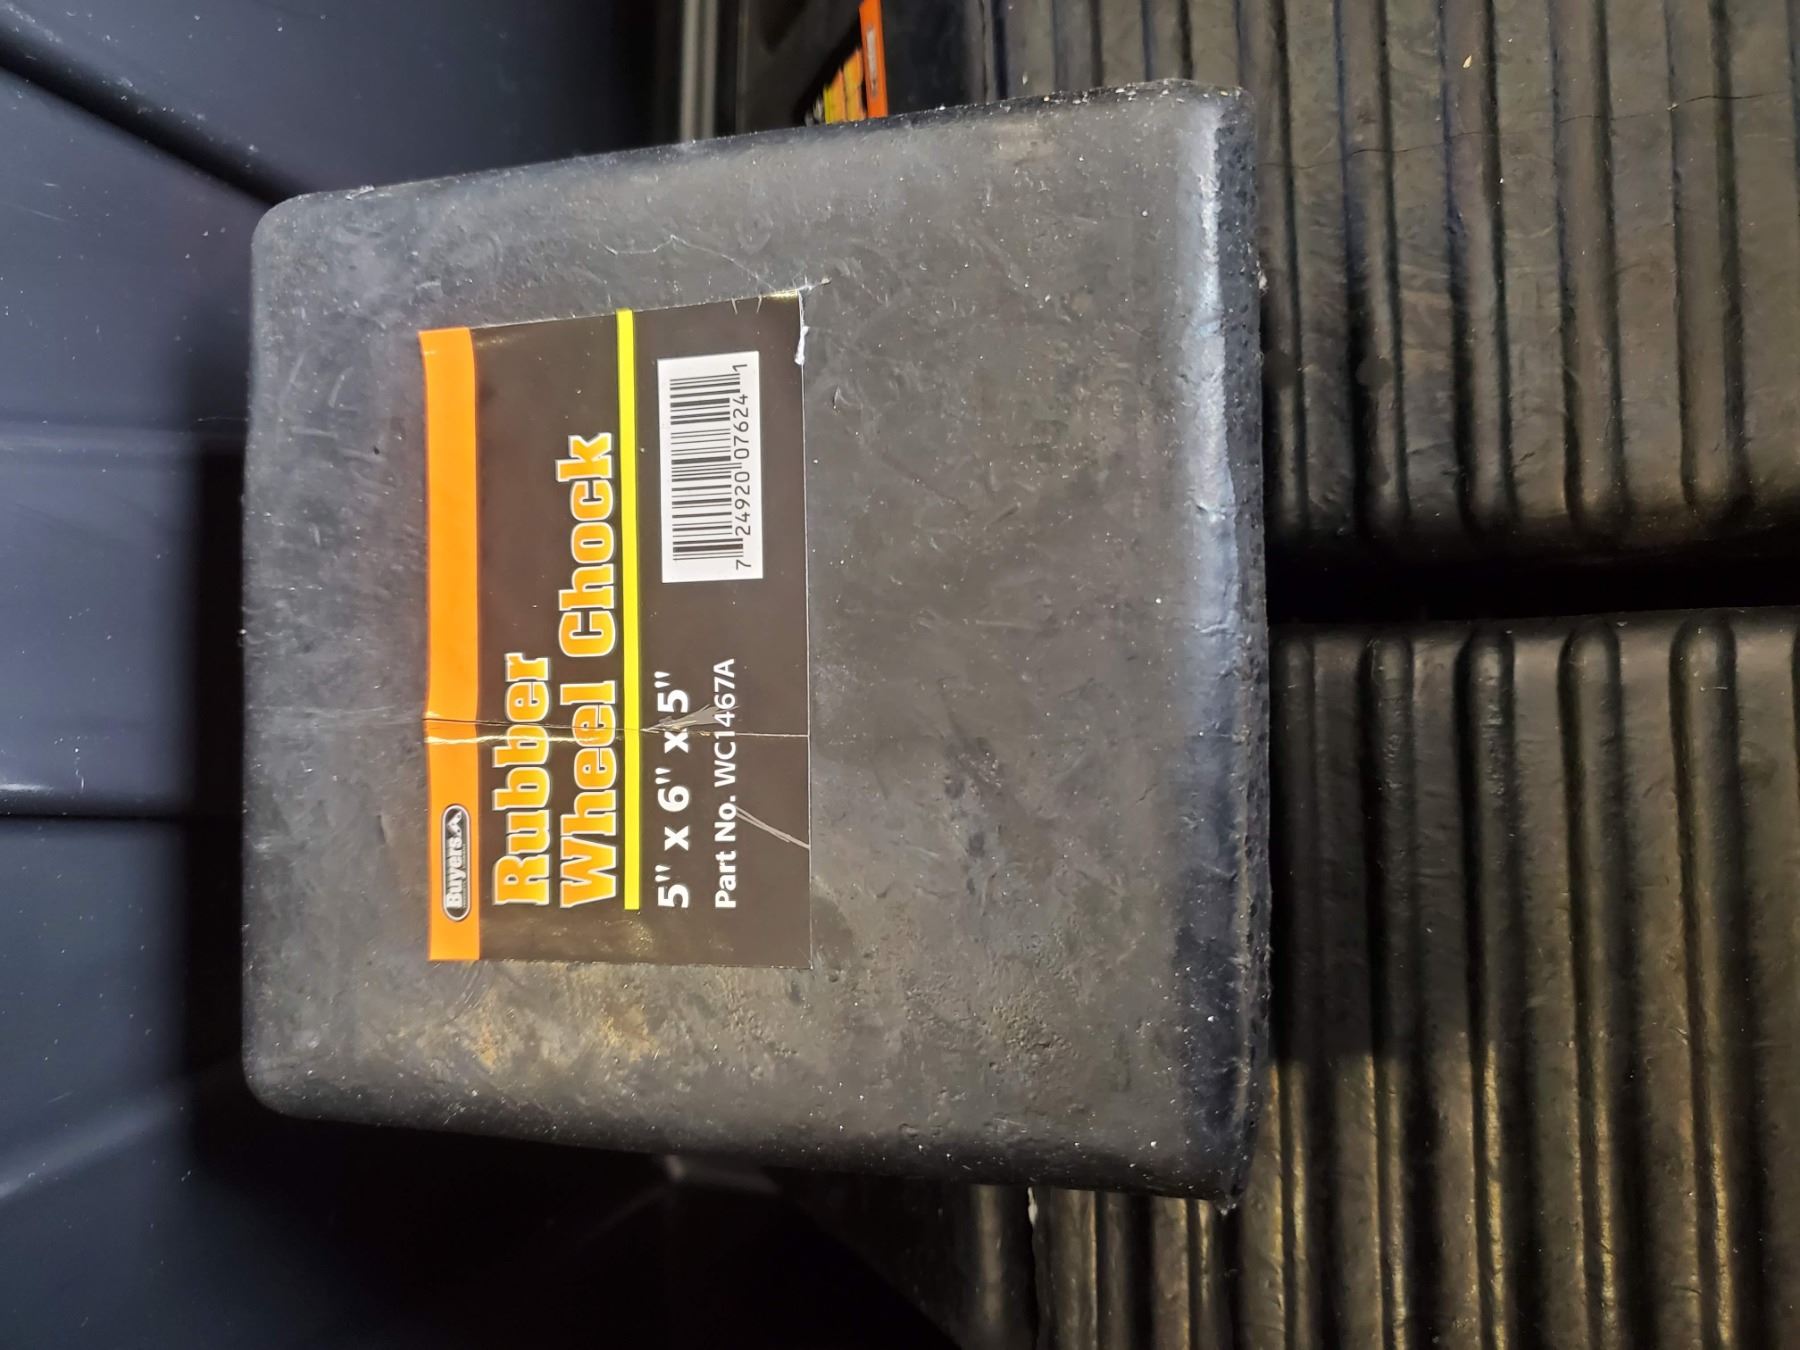 Buyers
Rubber
Wheel Chock
5" x 6" x 5"
Part No. WC1467A
7 24920 07624 1